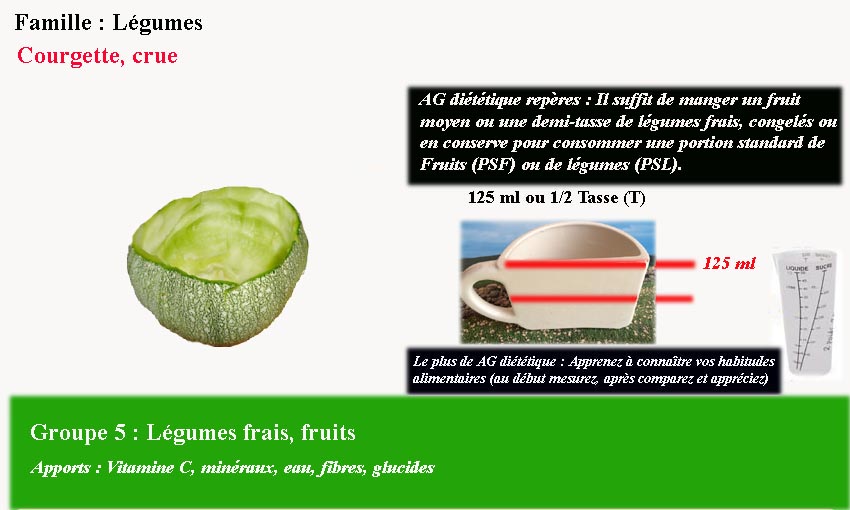 Famille : Légumes
Courgette, crue
AG diététique repères : Il suffit de manger un fruit
moyen ou une demi-tasse de légumes frais, congelés ou
en conserve pour consommer une portion standard de
Fruits (PSF) ou de légumes (PSL).
125 ml ou 1/2 Tasse (T)
125 ml
LIQUIDE SUCRE
Le plus de AG diététique : Apprenez à connaître vos habitudes
alimentaires (au début mesurez, après comparez et appréciez)
Groupe 5 : Légumes frais, fruits
Apports : Vitamine C, minéraux, eau, fibres, glucides